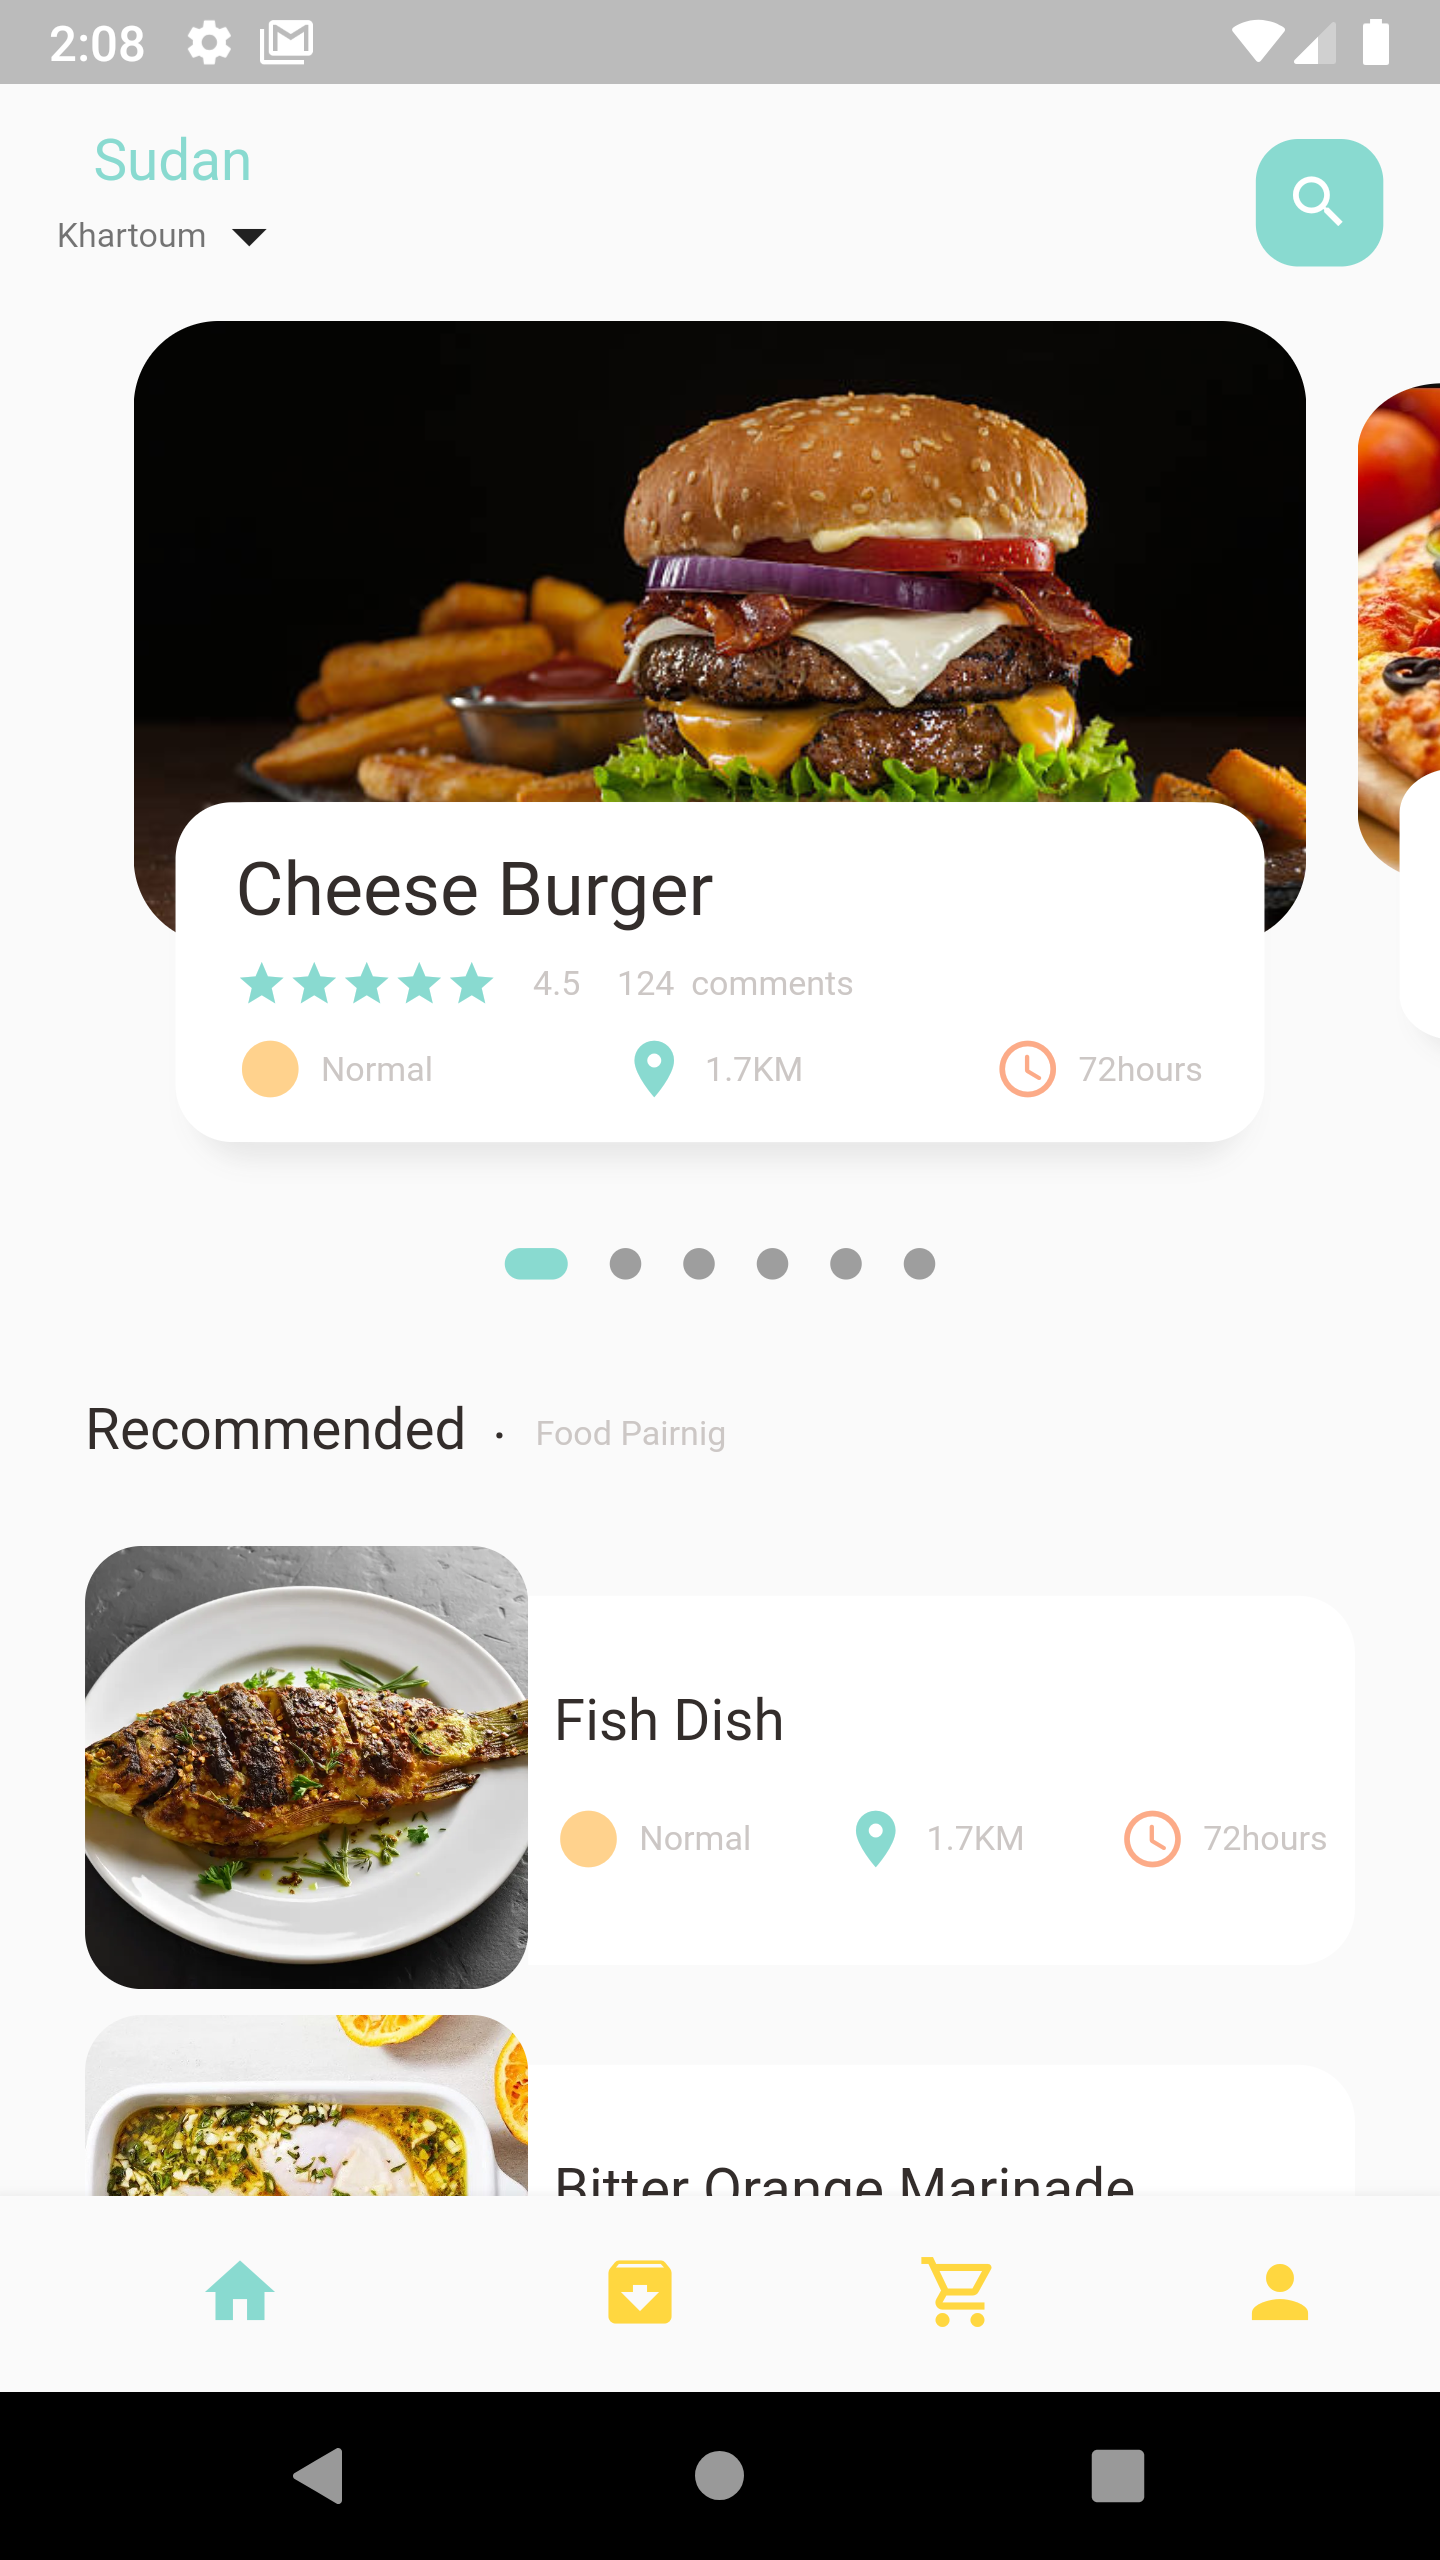 2:08
Sudan
Khartoum
Cheese Burger
4.5 124 comments
Normal 1.7KM 72hours
Recommended · Food Pairnig
Fish Dish
Normal 1.7KM 72hours
Bitter Orange Marinade